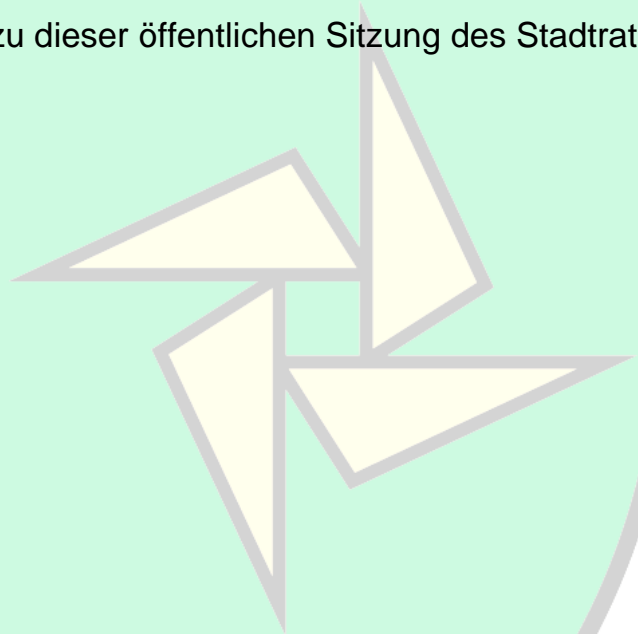 zu dieser öffentlichen Sitzung des Stadtrat